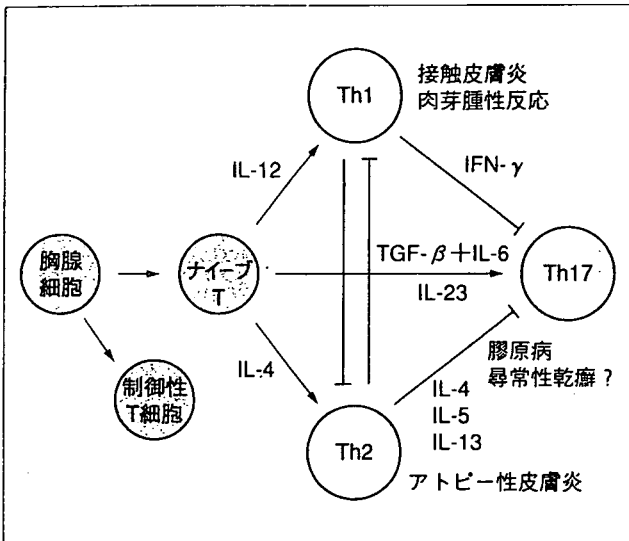 Th1
接触皮膚炎
肉芽腫性反応
IL-12
IFN-γ
胸腺
細胞
ナイーブ
T
TGF-β＋IL-6
IL-23
Th17
制御性
T細胞
IL-4
Th2
IL-4
IL-5
IL-13
膠原病
尋常性乾癬？
アトピー性皮膚炎